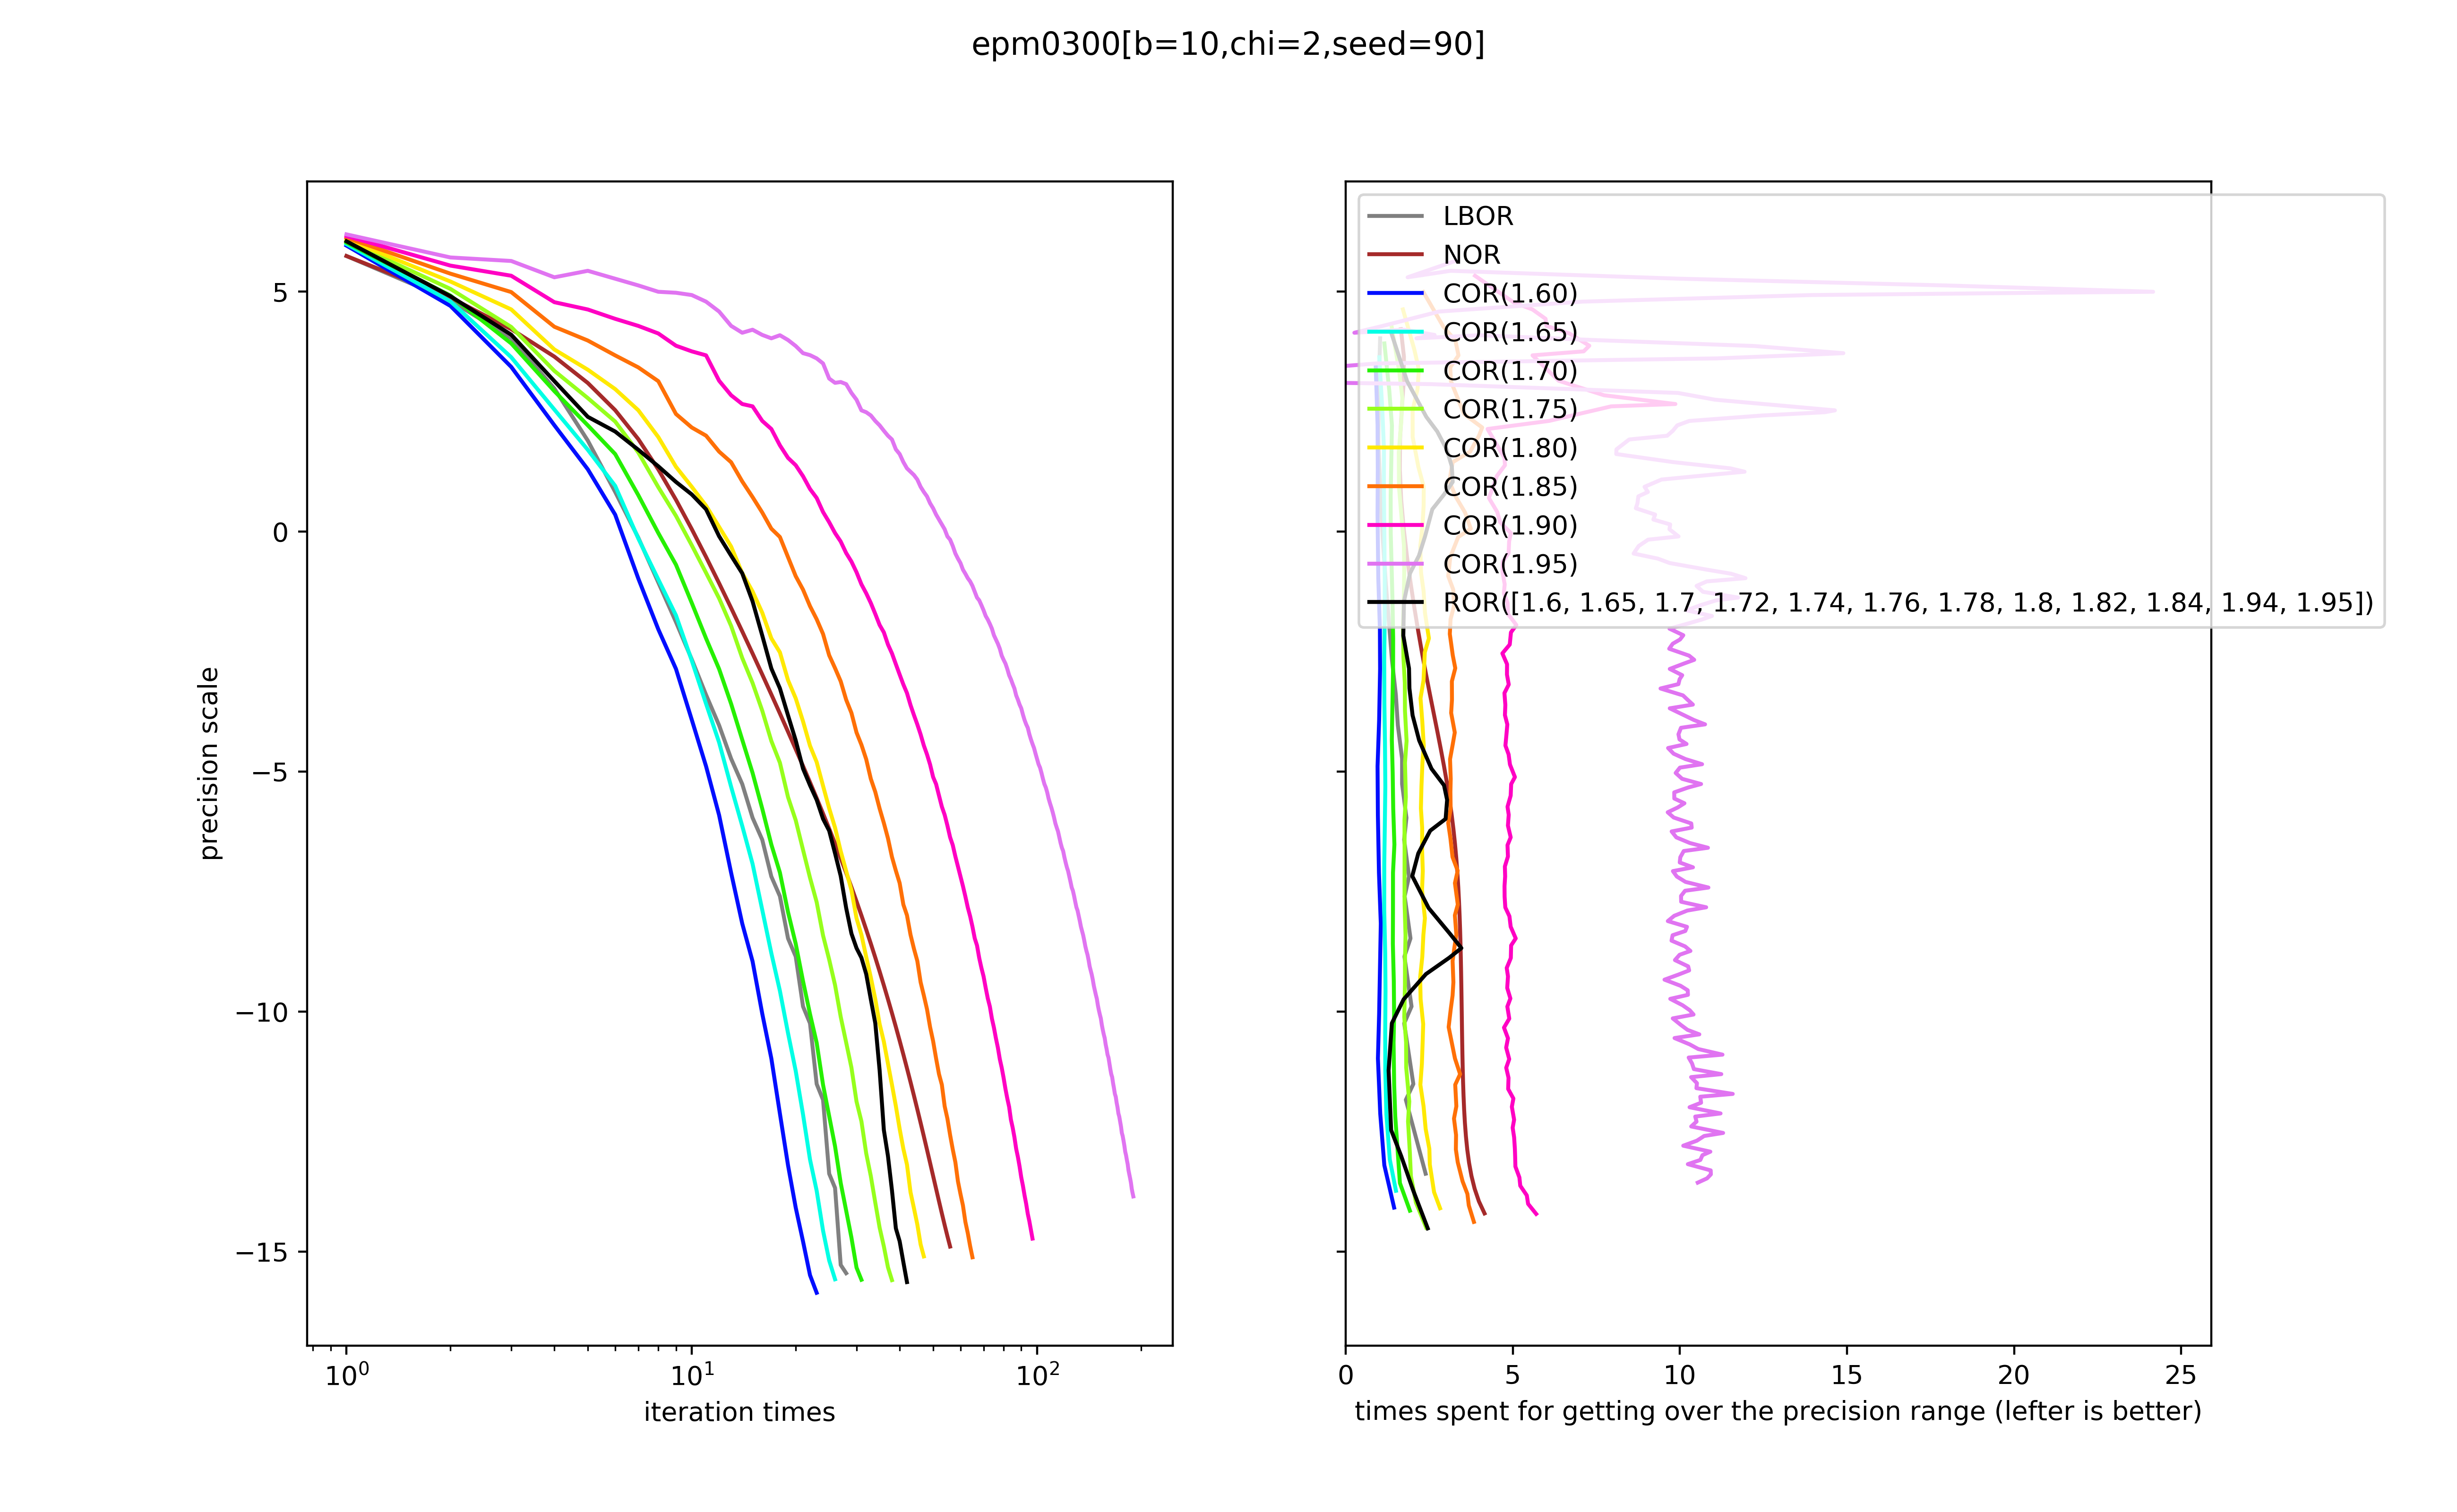 epm0300[b=10,chi=2,seed=90]
precision scale
5
0
−5
−10
−15
10⁰
10¹
10²
iteration times
LBOR
NOR
COR(1.60)
COR(1.65)
COR(1.70)
COR(1.75)
COR(1.80)
COR(1.85)
COR(1.90)
COR(1.95)
ROR([1.6, 1.65, 1.7, 1.72, 1.74, 1.76, 1.78, 1.8, 1.82, 1.84, 1.94, 1.95])
0
5
10
15
20
25
times spent for getting over the precision range (lefter is better)